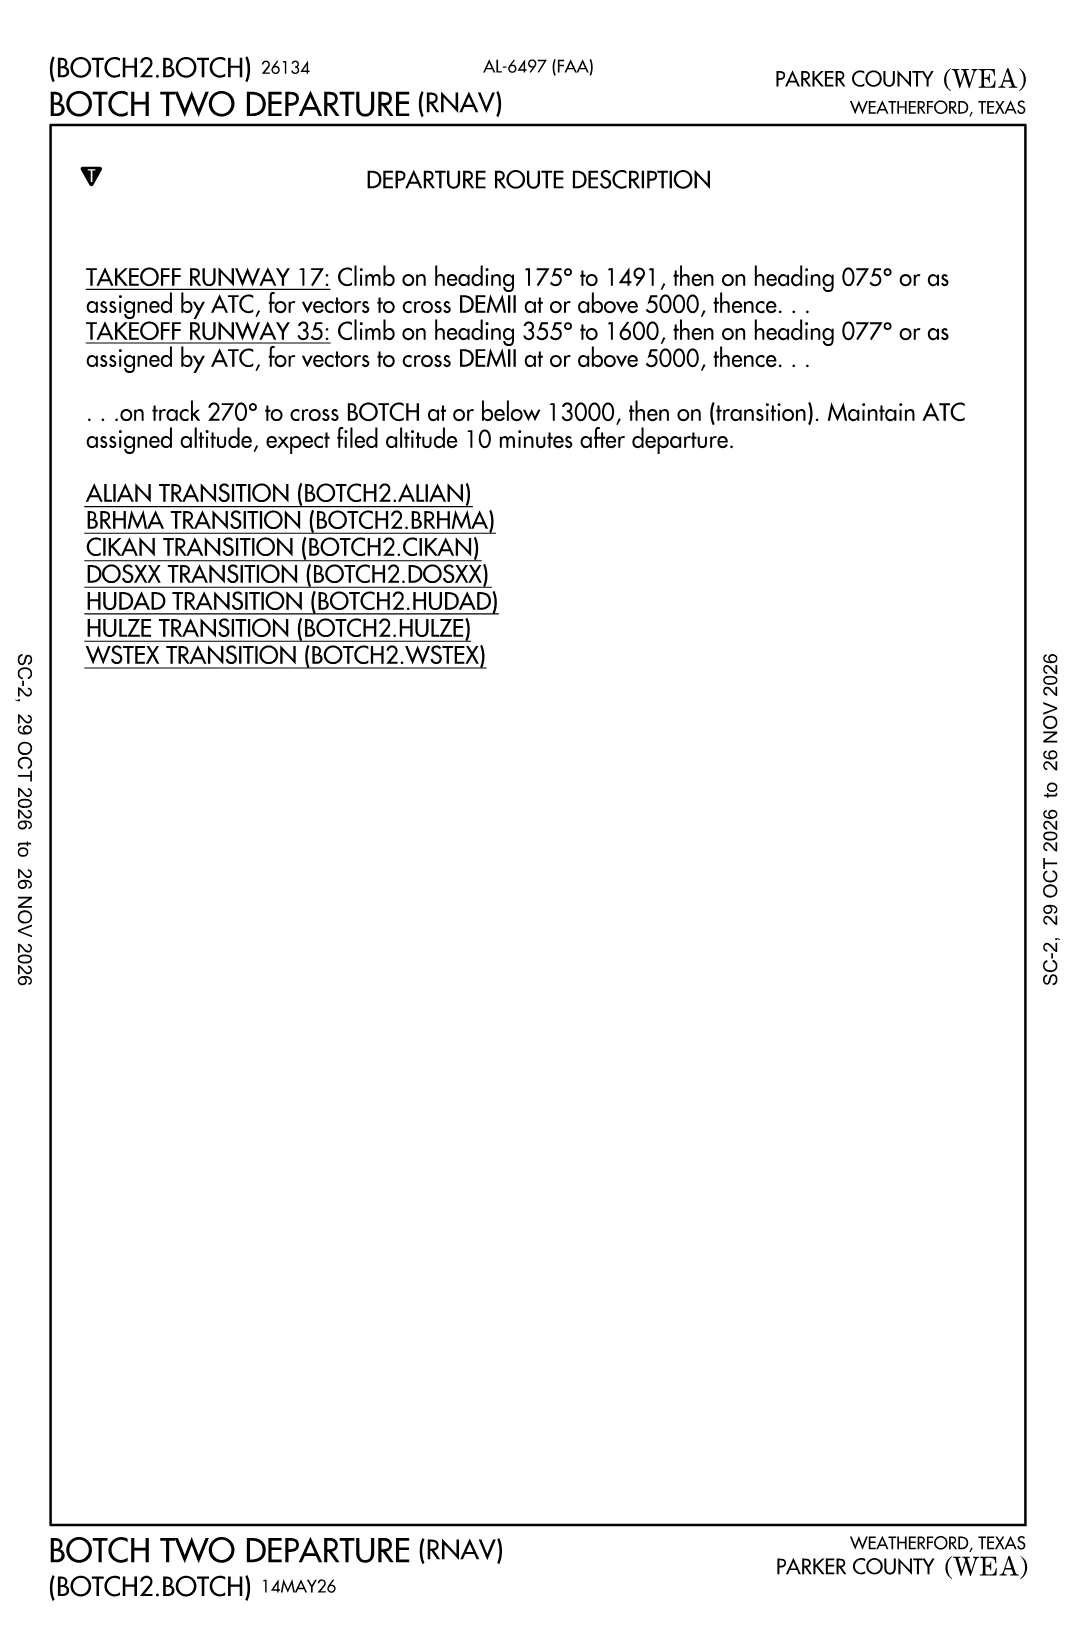 (BOTCH2.BOTCH) 26134
AL-6497 (FAA)
PARKER COUNTY (WEA)
BOTCH TWO DEPARTURE (RNAV)
WEATHERFORD, TEXAS
T
DEPARTURE ROUTE DESCRIPTION
TAKEOFF RUNWAY 17: Climb on heading 175° to 1491, then on heading 075° or as
assigned by ATC, for vectors to cross DEMII at or above 5000, thence. . .
TAKEOFF RUNWAY 35: Climb on heading 355° to 1600, then on heading 077° or as
assigned by ATC, for vectors to cross DEMII at or above 5000, thence. . .
. . .on track 270° to cross BOTCH at or below 13000, then on (transition). Maintain ATC
assigned altitude, expect filed altitude 10 minutes after departure.
ALIAN TRANSITION (BOTCH2.ALIAN)
BRHMA TRANSITION (BOTCH2.BRHMA)
CIKAN TRANSITION (BOTCH2.CIKAN)
DOSXX TRANSITION (BOTCH2.DOSXX)
HUDAD TRANSITION (BOTCH2.HUDAD)
HULZE TRANSITION (BOTCH2.HULZE)
WSTEX TRANSITION (BOTCH2.WSTEX)
SC-2, 29 OCT 2026 to 26 NOV 2026
SC-2, 29 OCT 2026 to 26 NOV 2026
BOTCH TWO DEPARTURE (RNAV)
WEATHERFORD, TEXAS
PARKER COUNTY (WEA)
(BOTCH2.BOTCH) 14MAY26